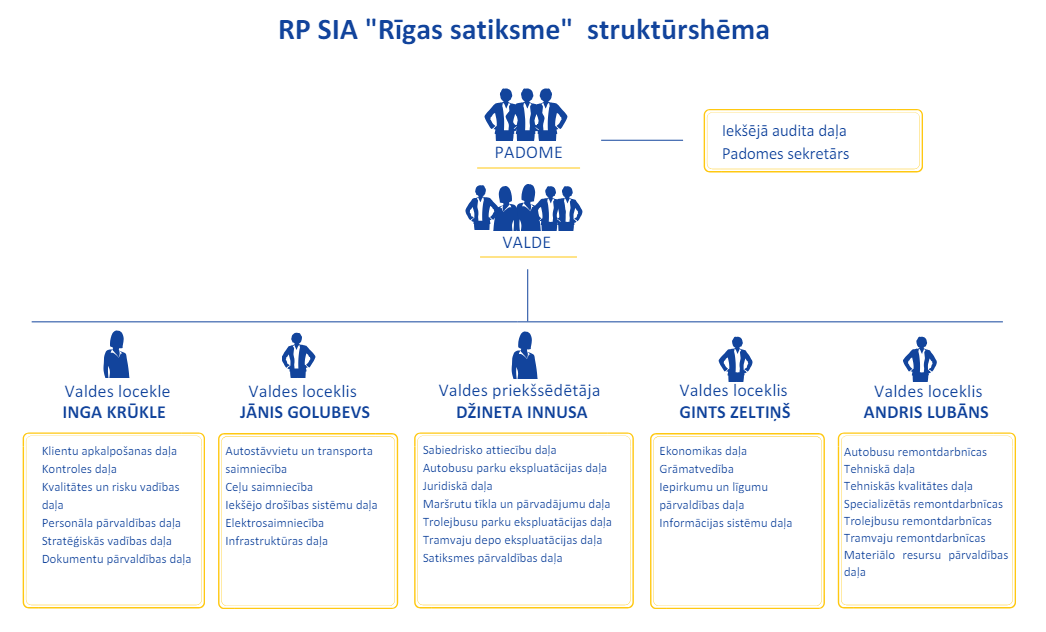 RP SIA "Rīgas satiksme" struktūrshēma
PADOME
Iekšējā audita daļa
Padomes sekretārs
VALDE
Valdes locekle
INGA KRŪKLE
Klientu apkalpošanas daļa
Kontroles daļa
Kvalitātes un risku vadības
daļa
Personāla pārvaldības daļa
Stratēģiskās vadības daļa
Dokumentu pārvaldības daļa
Valdes loceklis
JĀNIS GOLUBEVS
Autostāvvietu un transporta
saimniecība
Ceļu saimniecība
Iekšējo drošības sistēmu daļa
Elektrosaimniecība
Infrastruktūras daļa
Valdes priekšsēdētāja
DŽINETA INNUSA
Sabiedrisko attiecību daļa
Autobusu parku ekspluatācijas daļa
Juridiskā daļa
Maršrutu tīkla un pārvadājumu daļa
Trolejbusu parku ekspluatācijas daļa
Tramvaju depo ekspluatācijas daļa
Satiksmes pārvaldības daļa
Valdes loceklis
GINTS ZELTIŅŠ
Ekonomikas daļa
Grāmatvedība
Iepirkumu un līgumu
pārvaldības daļa
Informācijas sistēmu daļa
Valdes loceklis
ANDRIS LUBĀNS
Autobusu remontdarbnīcas
Tehniskā daļa
Tehniskās kvalitātes daļa
Specializētās remontdarbnīcas
Trolejbusu remontdarbnīcas
Tramvaju remontdarbnīcas
Materiālo resursu pārvaldības
daļa